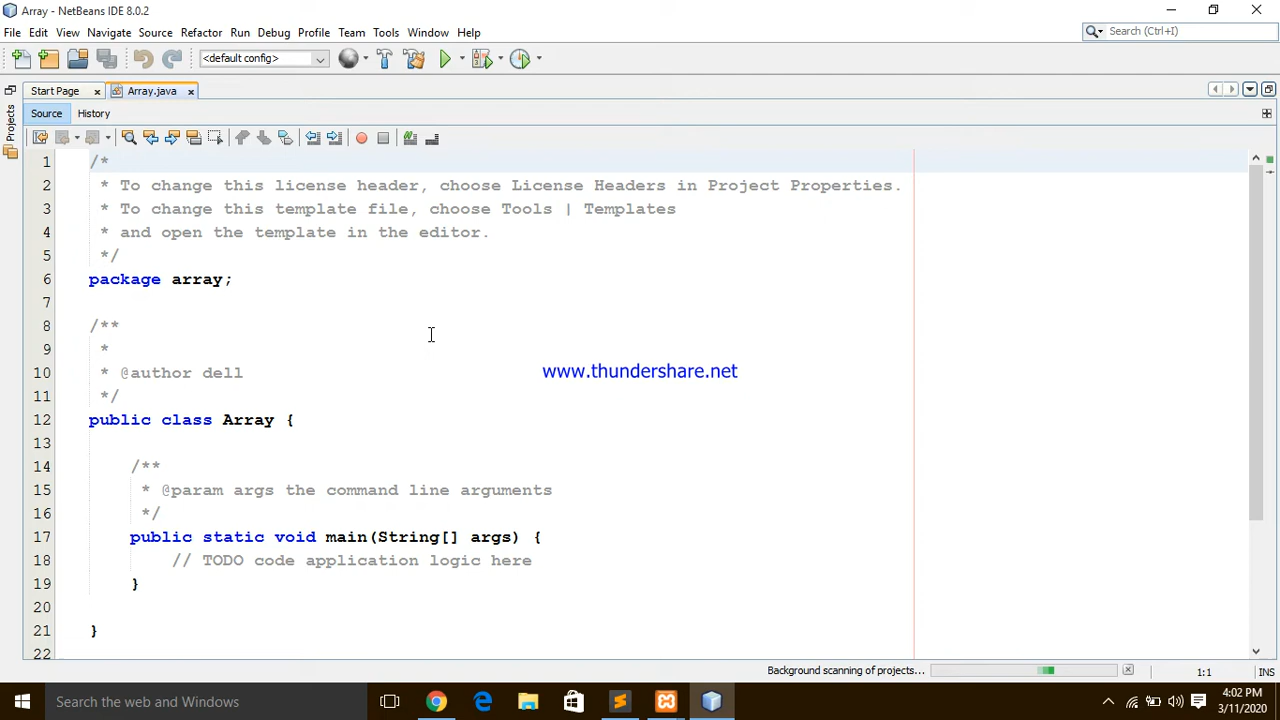 Array - NetBeans IDE 8.0.2
File Edit View Navigate Source Refactor Run Debug Profile Team Tools Window Help
Search (Ctrl+I)
<default config>
Start Page
Array.java
Source History
Projects
1 /*
2 * To change this license header, choose License Headers in Project Properties.
3 * To change this template file, choose Tools | Templates
4 * and open the template in the editor.
5 */
6 package array;
7
8 /**
9 *
10 * @author dell
www.thundershare.net
11 */
12 public class Array {
13
14 /**
15 * @param args the command line arguments
16 */
17 public static void main(String[] args) {
18 // TODO code application logic here
19 }
20
21 }
22
Background scanning of projects...
1:1
INS
Search the web and Windows
4:02 PM
3/11/2020